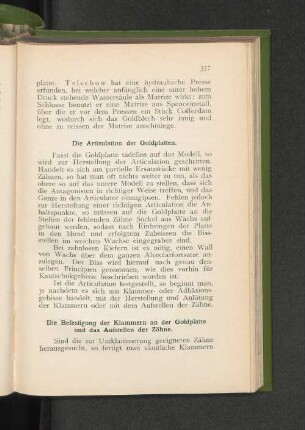 357
plane. Telschow hat eine hydraulische Presse
erfunden, bei welcher anfänglich eine unter hohem
Druck stehende Wassersäule als Matrize wirkt; zum
Schlusse benutzt er eine Matrize aus Spencemetall,
über die er vor dem Pressen ein Stück Cofferdam
legt, wodurch sich das Goldblech sehr innig und
ohne zu reissen der Matrize anschmiegt.
Die Artikulation der Goldplatten.
Passt die Goldplatte tadellos auf das Modell, so
wird zur Herstellung der Articulation geschritten.
Handelt es sich um partielle Ersatzstücke mit wenig
Zähnen, so hat man oft nichts weiter zu tun, als das
obere auf das untere Modell zu stellen, dass sich
die Antagonisten in richtiger Weise treffen, und das
Ganze in den Articulator einzugipsen. Fehlen jedoch
zur Herstellung einer richtigen Articulation die An-
haltspunkte, so müssen auf die Goldplatte an die
Stellen der fehlenden Zähne Sockel aus Wachs auf-
gebaut werden, sodass nach Einbringen der Platte
in den Mund und erfolgtem Zubeissen die Biss-
stellen im weichen Wachse eingegraben sind.
Bei zahnlosen Kiefern ist es nötig, einen Wall
von Wachs über dem ganzen Alveolarfortsatze an-
zulegen. Der Biss wird hierauf nach genau den-
selben Principien genommen, wie dies vorhin für
Kautschukgebisse beschrieben worden ist.
Ist die Articulation festgestellt, so beginnt man,
je nachdem es sich um Klammer- oder Adhäsions-
gebisse handelt, mit der Herstellung und Anlötung
der Klammern oder mit dem Aufstellen der Zähne.
Die Befestigung der Klammern an der Goldplatte
und das Aufstellen der Zähne.
Sind die zur Umklammerung geeigneten Zähne
herausgesucht, so fertigt man sämtliche Klammern